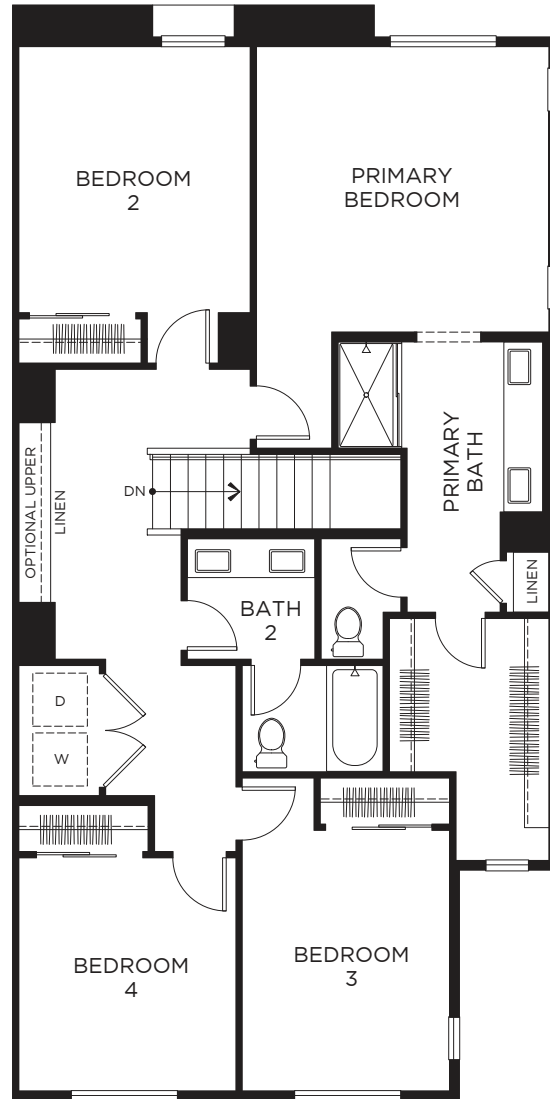 BEDROOM
2
PRIMARY
BEDROOM
PRIMARY
BATH
OPTIONAL UPPER
LINEN
DN
LINEN
BATH
2
D
W
BEDROOM
3
BEDROOM
4